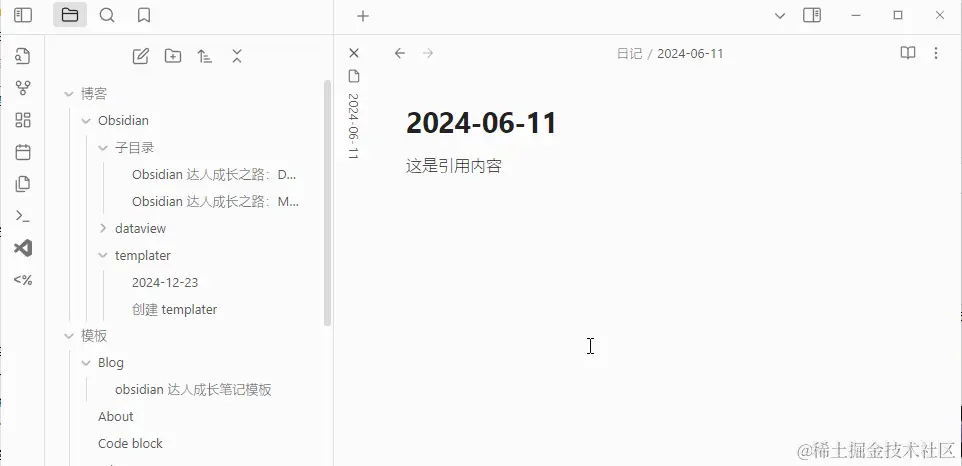 日记 / 2024-06-11
<%
博客
Obsidian
子目录
Obsidian 达人成长之路：D...
Obsidian 达人成长之路：M...
dataview
templater
2024-12-23
创建 templater
模板
Blog
obsidian 达人成长笔记模板
About
Code block
2024-06-11
2024-06-11
这是引用内容
@稀土掘金技术社区